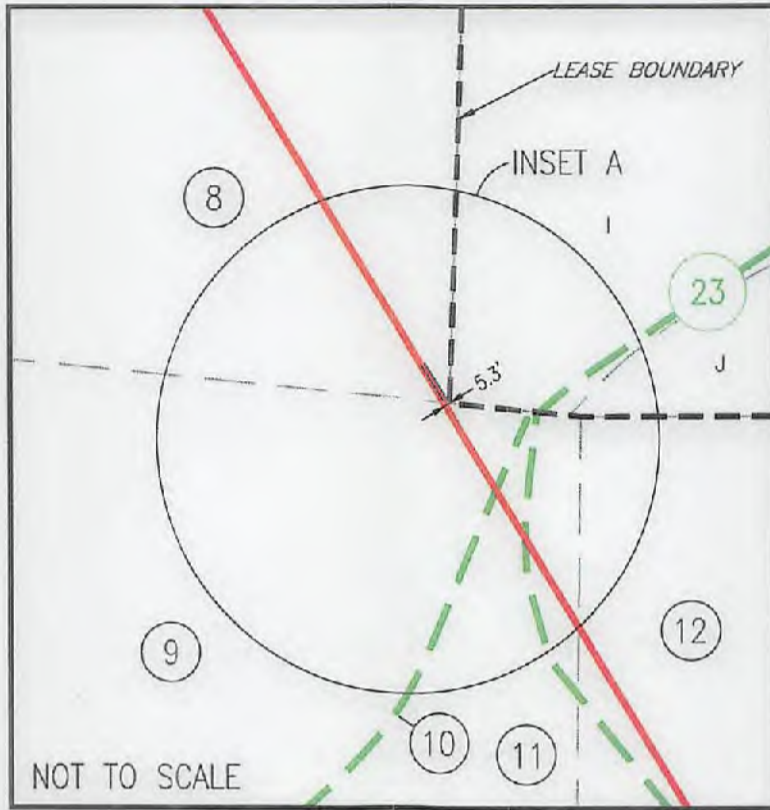 LEASE BOUNDARY
INSET A
8
I
23
J
5.3'
12
9
10
11
NOT TO SCALE